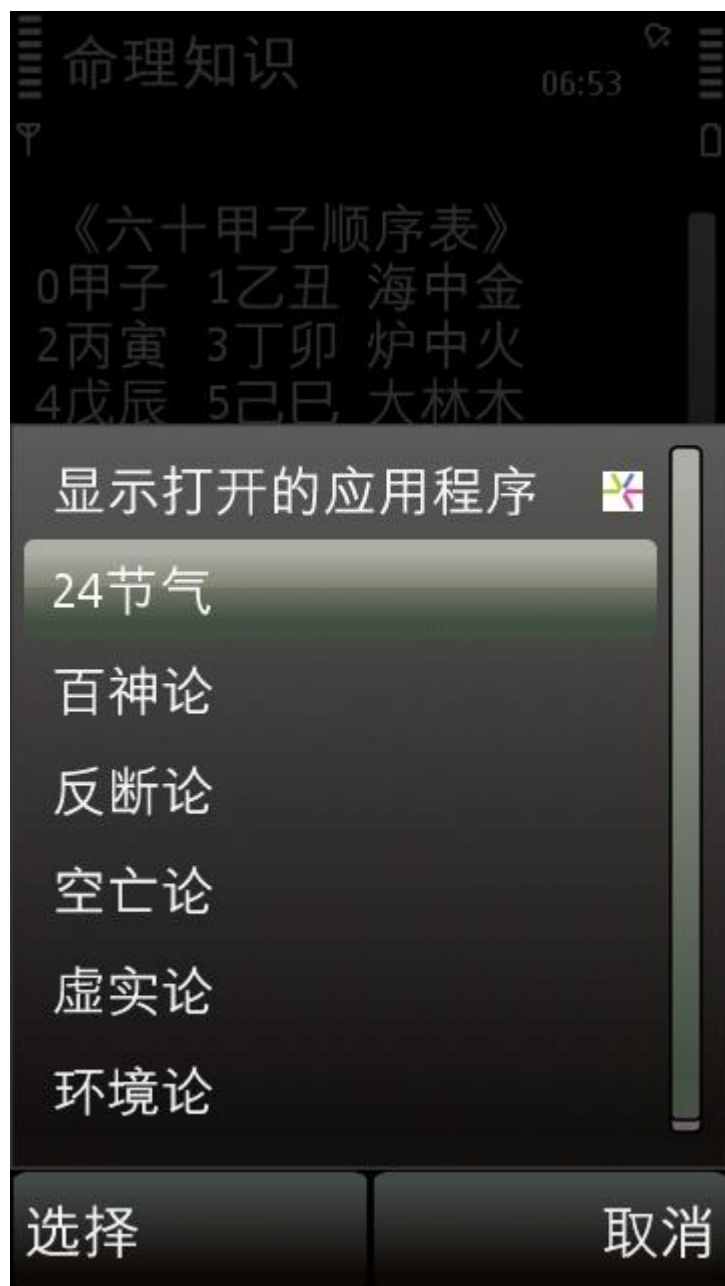 命理知识
06:53
《六十甲子顺序表》
0甲子 1乙丑 海中金
2丙寅 3丁卯 炉中火
4戊辰 5己巳 大林木
显示打开的应用程序
24节气
百神论
反断论
空亡论
虚实论
环境论
选择 取消